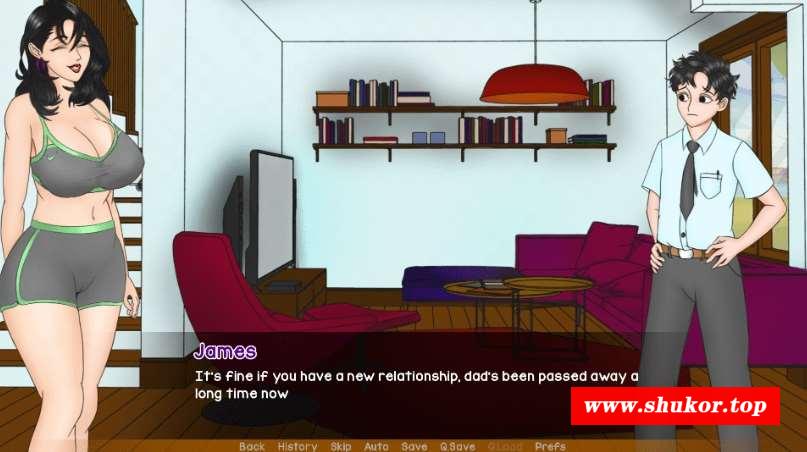 James
It's fine if you have a new relationship, dad's been passed away a
long time now
www.shukor.top
Back History Skip Auto Save Q.Save Q.Load Prefs